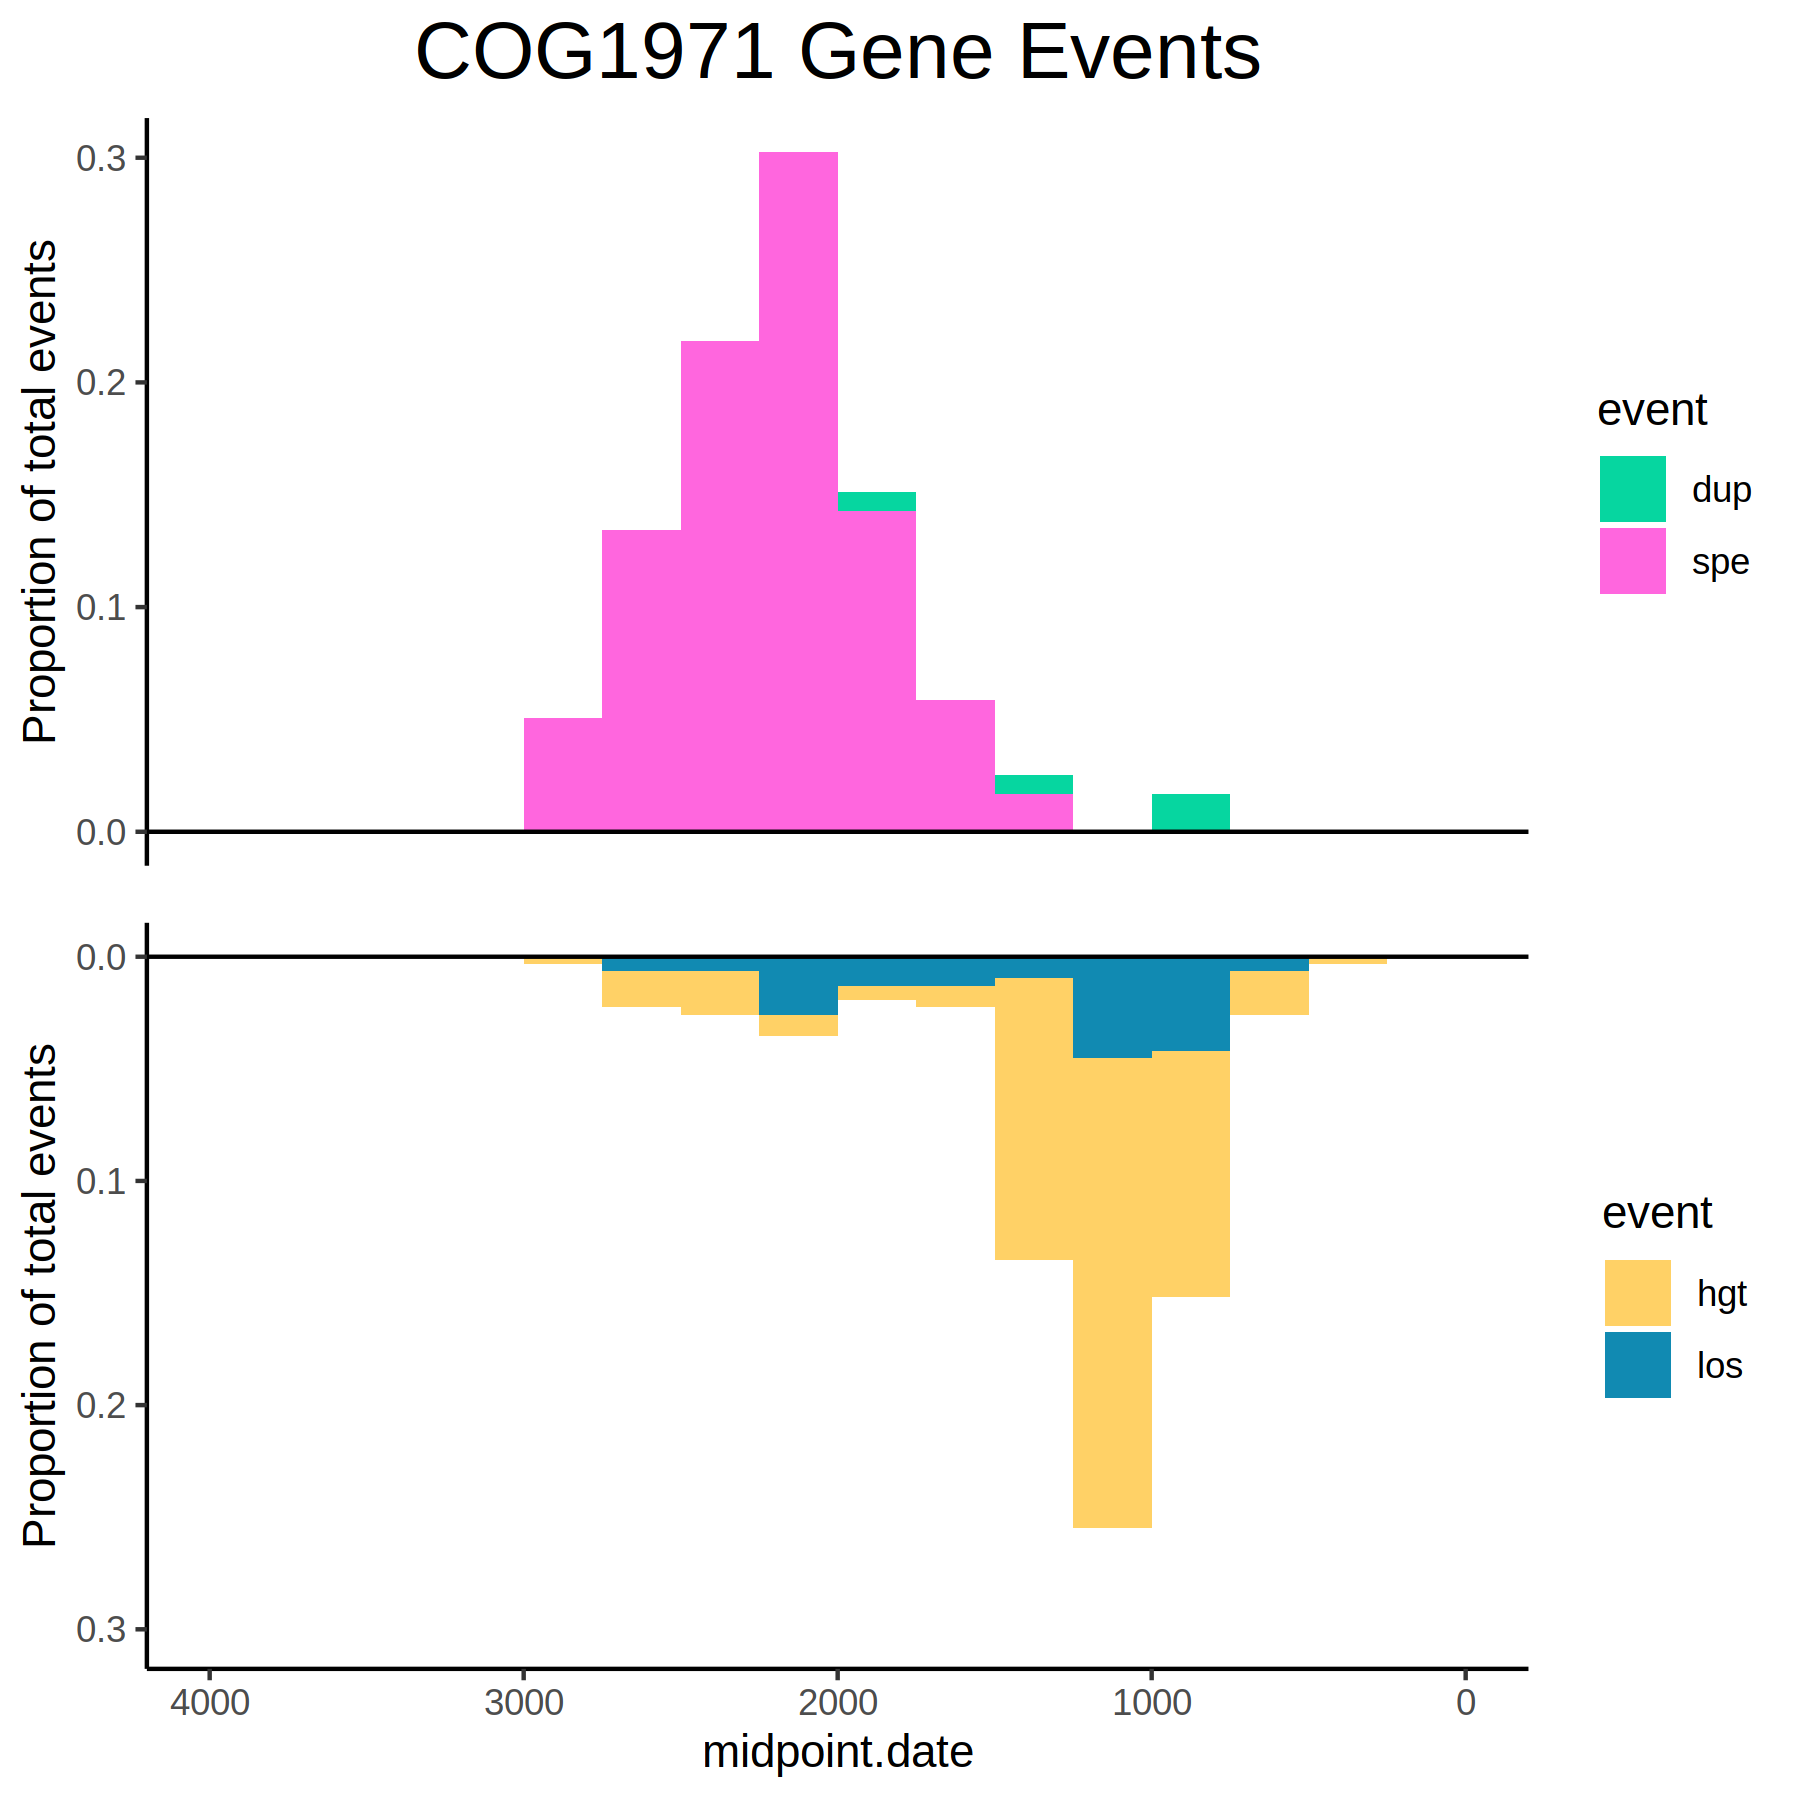 COG1971 Gene Events
Proportion of total events
0.3
0.2
0.1
0.0
event
dup
spe
Proportion of total events
0.0
0.1
0.2
0.3
event
hgt
los
4000 3000 2000 1000 0
midpoint.date